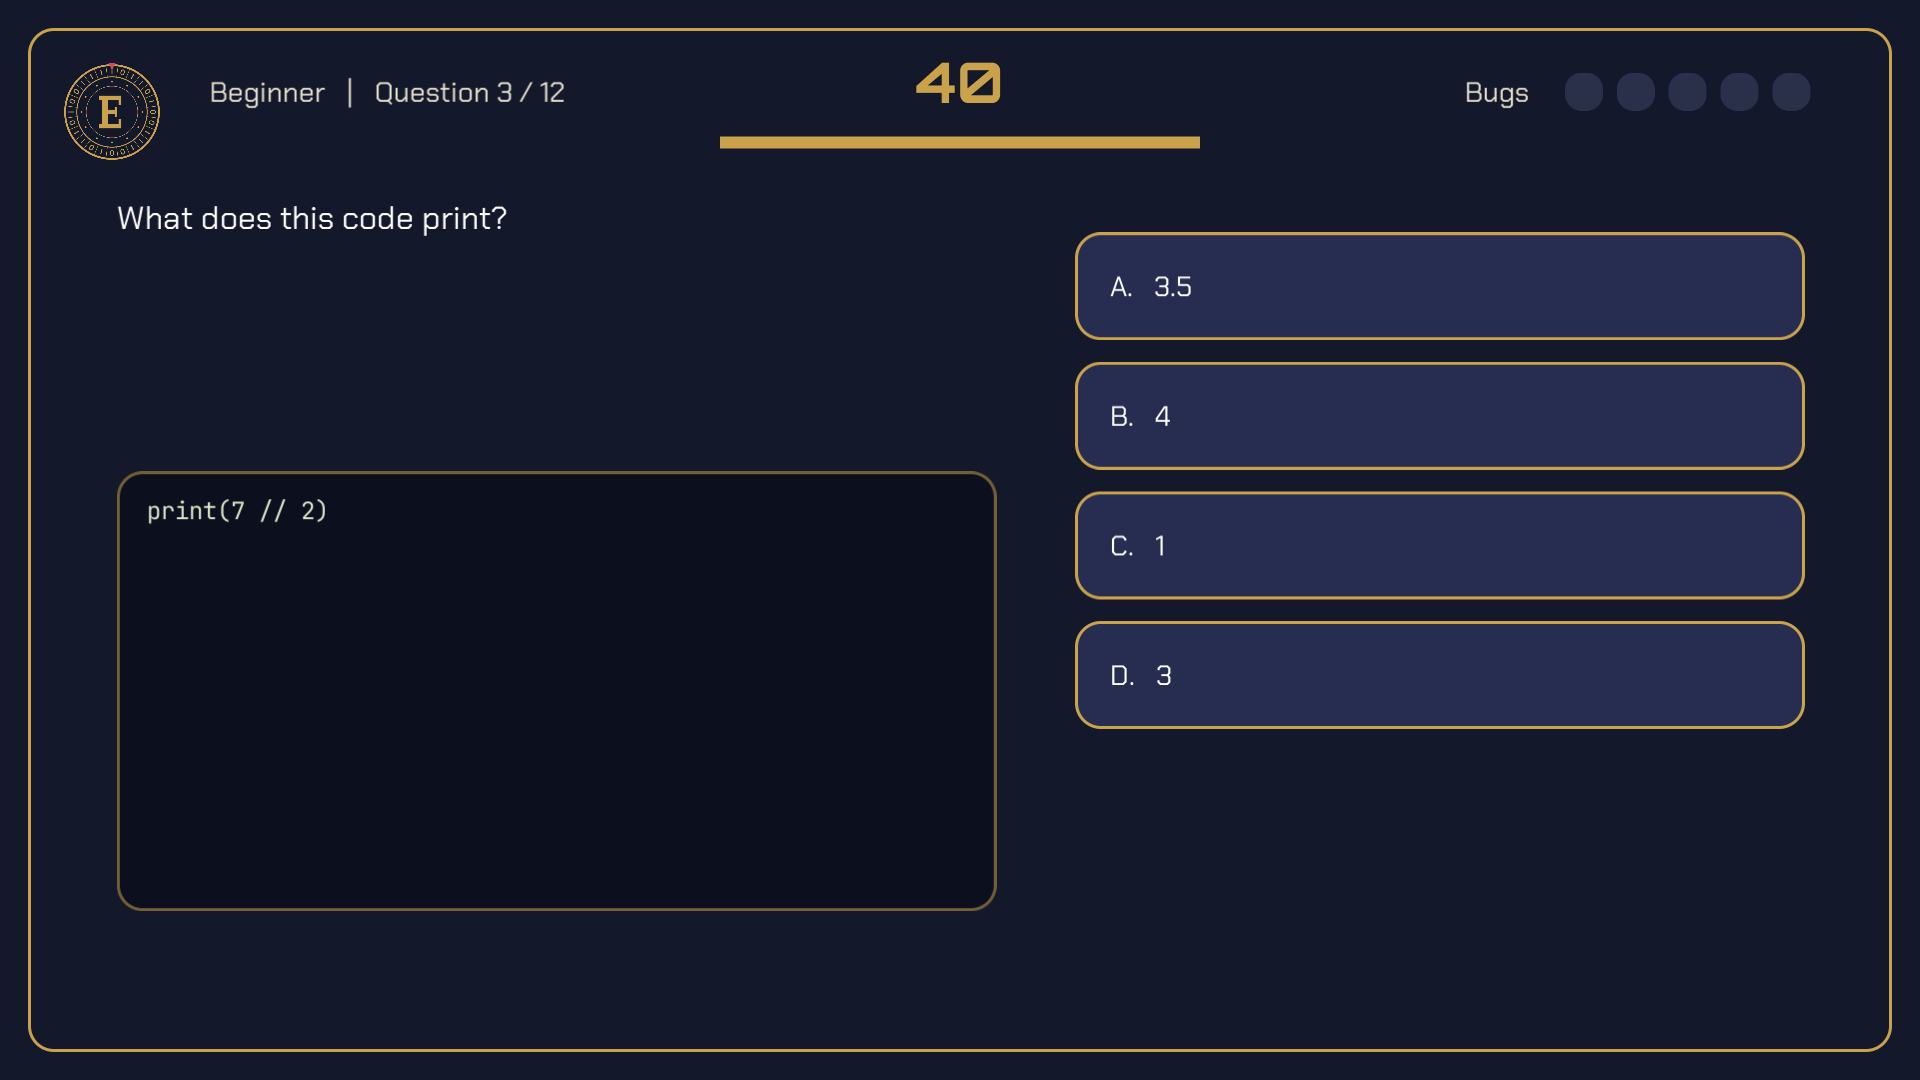 E
Beginner | Question 3 / 12
40
Bugs
What does this code print?
print(7 // 2)
A. 3.5
B. 4
C. 1
D. 3